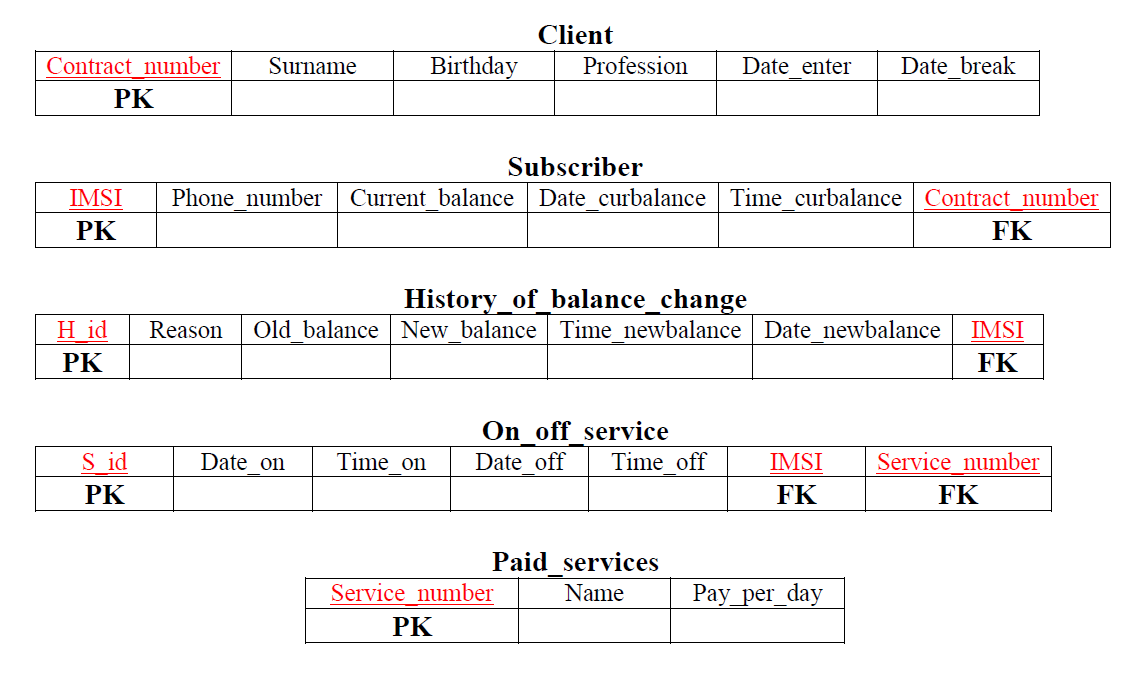 Client
Contract_number Surname Birthday Profession Date_enter Date_break
PK
Subscriber
IMSI Phone_number Current_balance Date_curbalance Time_curbalance Contract_number
PK FK
History_of_balance_change
H_id Reason Old_balance New_balance Time_newbalance Date_newbalance IMSI
PK FK
On_off_service
S_id Date_on Time_on Date_off Time_off IMSI Service_number
PK FK FK
Paid_services
Service_number Name Pay_per_day
PK